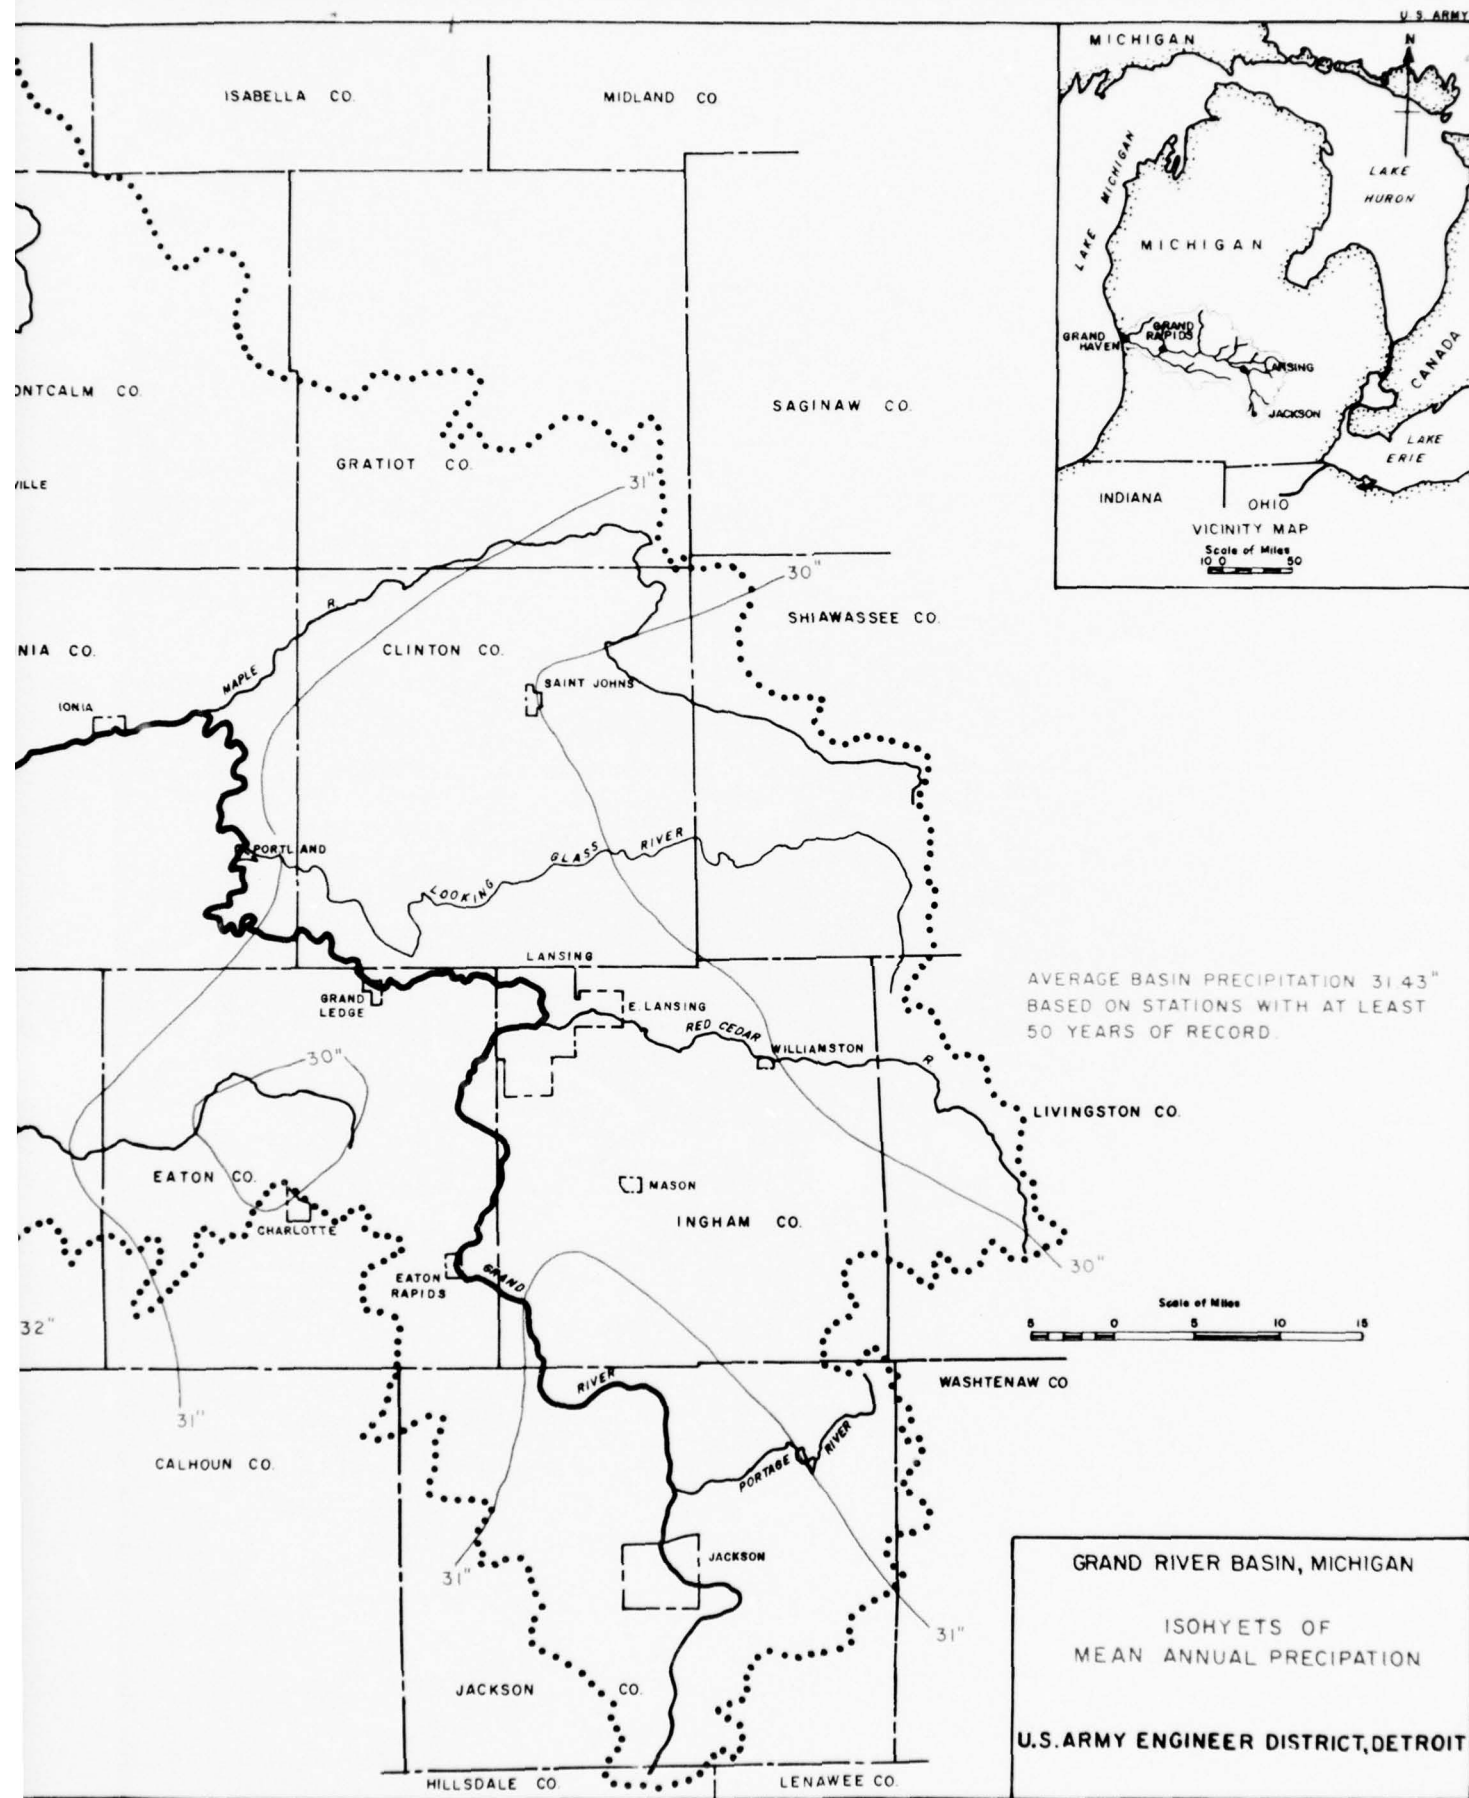 U. S. ARMY
ISABELLA CO.
MIDLAND CO
MICHIGAN
N
LAKE MICHIGAN
LAKE
HURON
MICHIGAN
GRAND
HAVEN
GRAND
RAPIDS
LANSING
JACKSON
CANADA
LAKE
ERIE
INDIANA
OHIO
VICINITY MAP
Scale of Miles
10 0 50
ONTCALM CO.
SAGINAW CO.
GRATIOT CO.
VILLE
31"
30"
SHIAWASSEE CO.
NIA CO.
MAPLE R.
CLINTON CO.
SAINT JOHNS
IONIA
PORTLAND
LOOKING GLASS RIVER
LANSING
GRAND
LEDGE
E. LANSING
RED CEDAR R
WILLIAMSTON
AVERAGE BASIN PRECIPITATION 31.43"
BASED ON STATIONS WITH AT LEAST
50 YEARS OF RECORD.
30"
LIVINGSTON CO.
EATON CO.
MASON
INGHAM CO.
CHARLOTTE
EATON
RAPIDS
GRAND RIVER
30"
32"
Scale of Miles
5 0 5 10 15
WASHTENAW CO
31"
CALHOUN CO.
PORTAGE RIVER
JACKSON
31"
31"
JACKSON CO.
HILLSDALE CO.
LENAWEE CO.
GRAND RIVER BASIN, MICHIGAN
ISOHYETS OF
MEAN ANNUAL PRECIPATION
U.S. ARMY ENGINEER DISTRICT, DETROIT